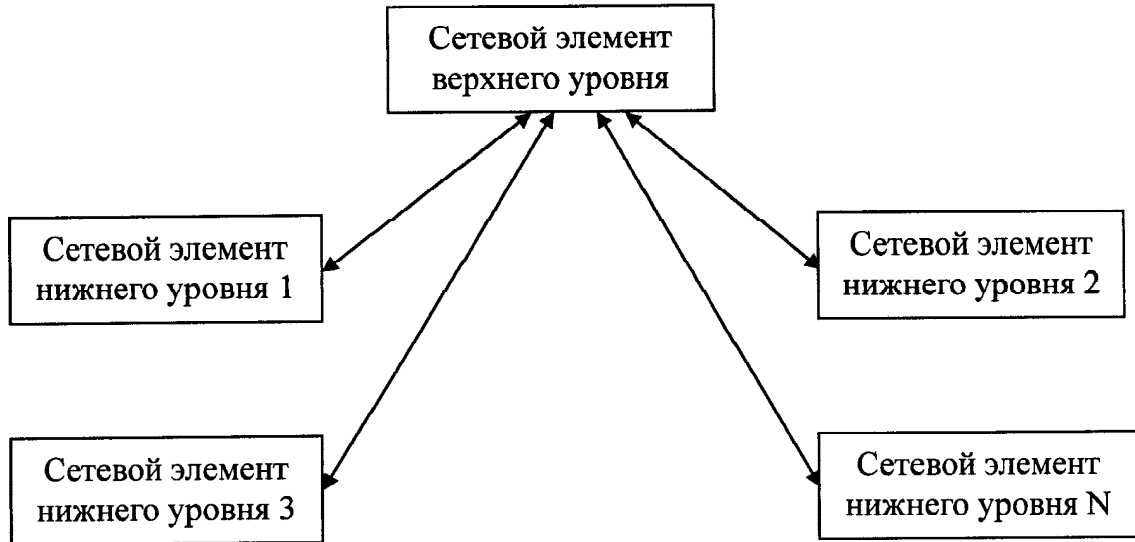 Сетевой элемент
верхнего уровня
Сетевой элемент
нижнего уровня 1
Сетевой элемент
нижнего уровня 2
Сетевой элемент
нижнего уровня 3
Сетевой элемент
нижнего уровня N